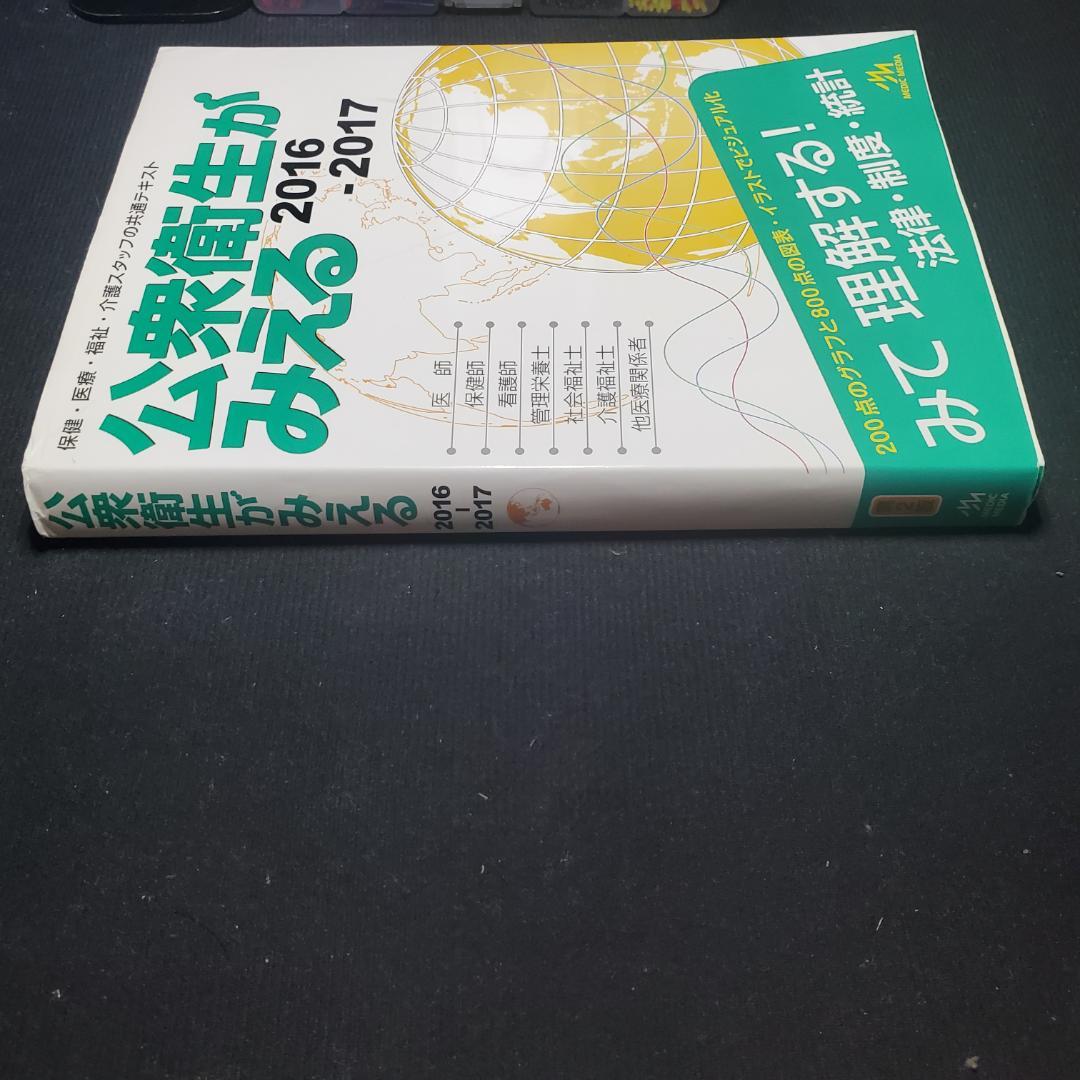 保健・医療・福祉・介護スタッフの共通テキスト
公衆衛生が
みえる
2016
-2017
医 師
保健師
看護師
管理栄養士
社会福祉士
介護福祉士
他医療関係者
200点のグラフと800点の図表・イラストでビジュアル化
みて 理解する!
法律・制度・統計
MEDIC MEDIA
公衆衛生がみえる
2016
-
2017
第2版
MEDIC
MEDIA